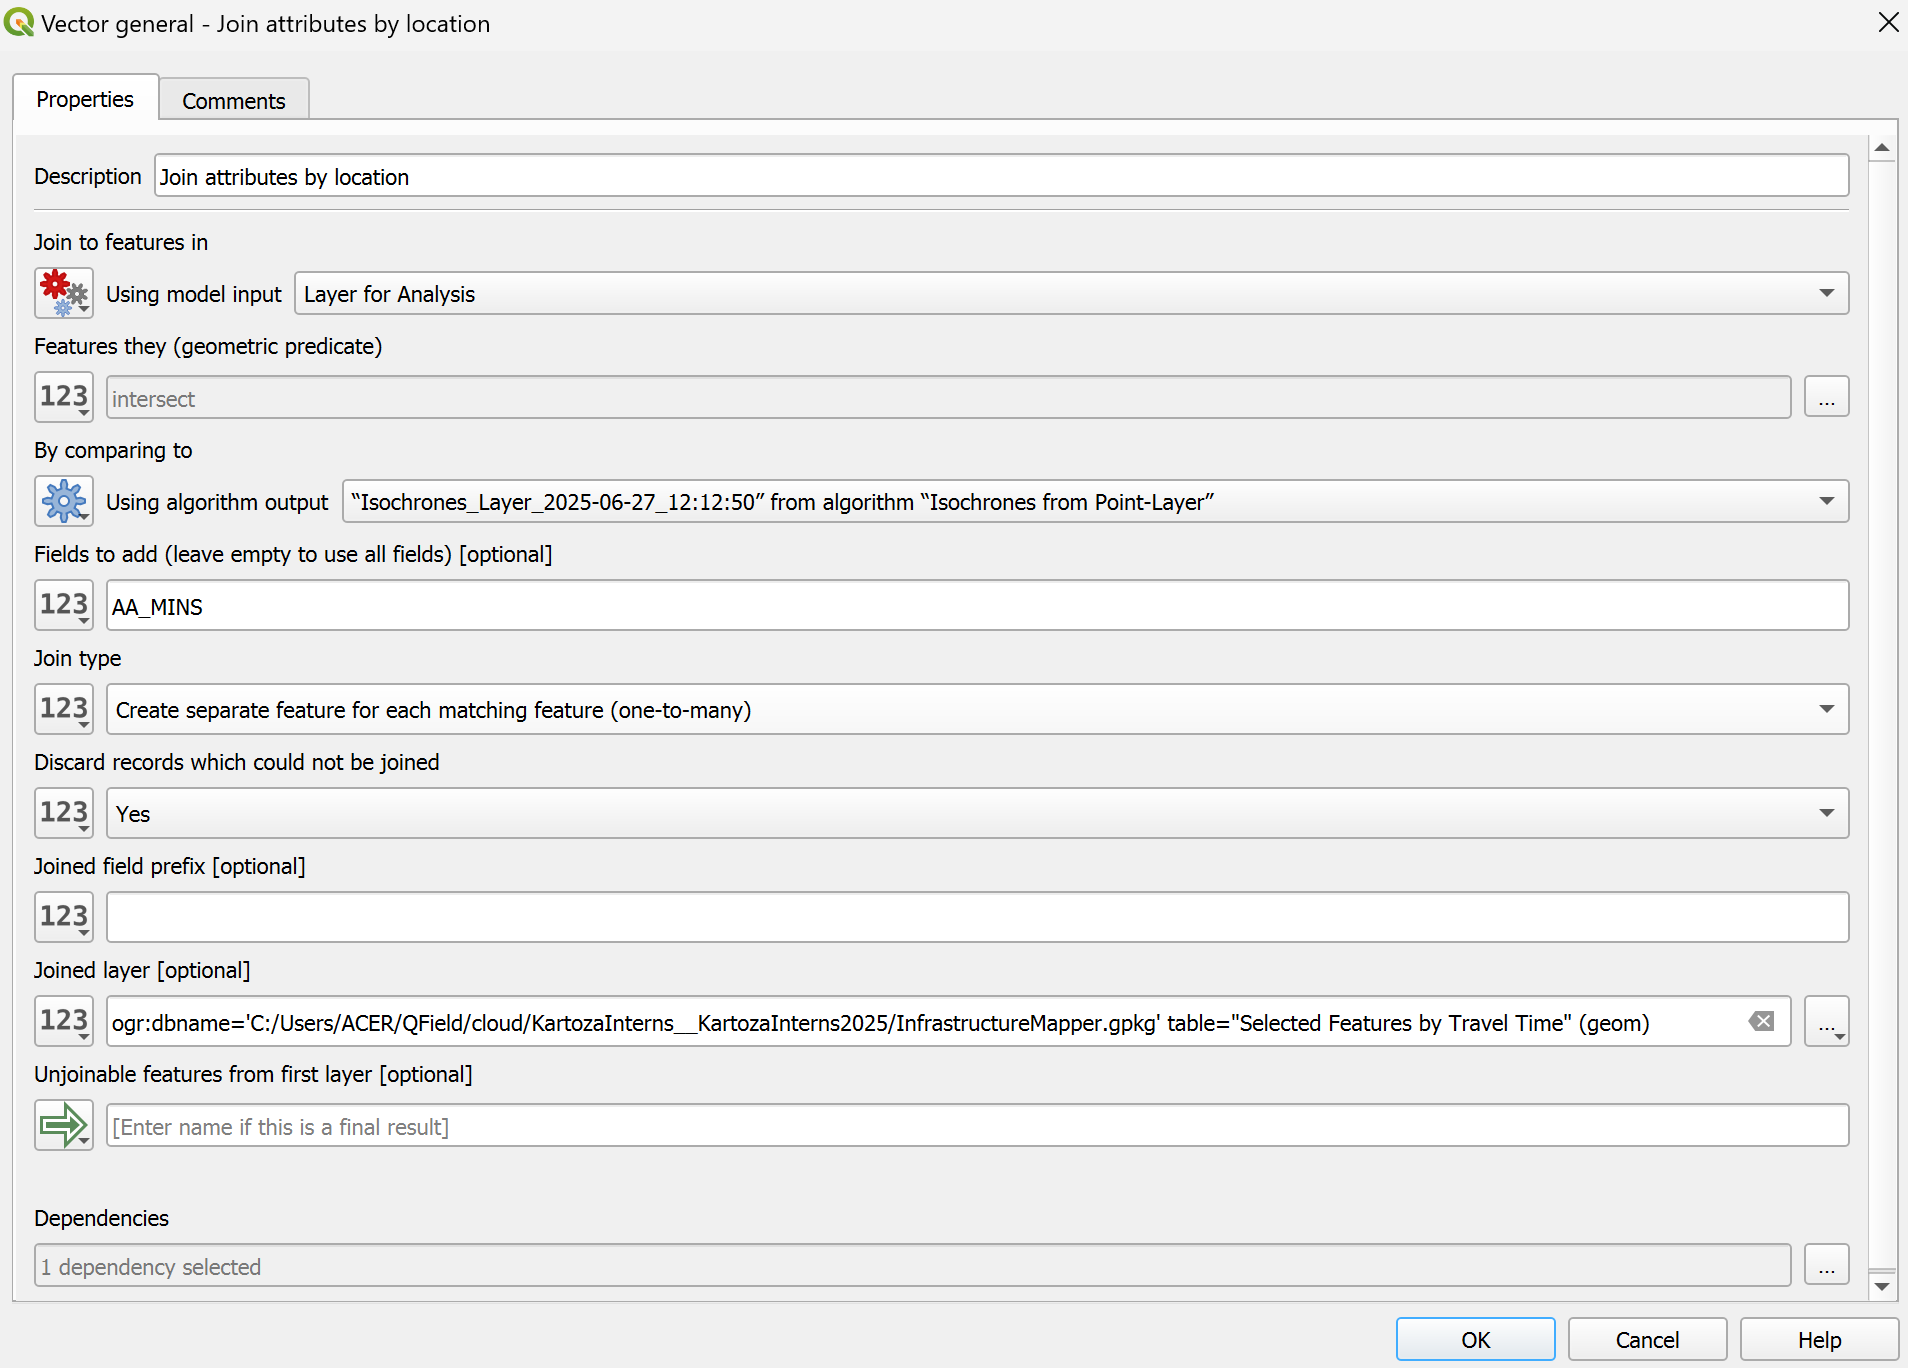 Vector general - Join attributes by location
Properties
Comments
Description
Join attributes by location
Join to features in
Using model input
Layer for Analysis
Features they (geometric predicate)
123
intersect
...
By comparing to
Using algorithm output
“Isochrones_Layer_2025-06-27_12:12:50” from algorithm “Isochrones from Point-Layer”
Fields to add (leave empty to use all fields) [optional]
123
AA_MINS
Join type
123
Create separate feature for each matching feature (one-to-many)
Discard records which could not be joined
123
Yes
Joined field prefix [optional]
123
Joined layer [optional]
123
ogr:dbname='C:/Users/ACER/QField/cloud/KartozaInterns__KartozaInterns2025/InfrastructureMapper.gpkg' table="Selected Features by Travel Time" (geom)
...
Unjoinable features from first layer [optional]
[Enter name if this is a final result]
Dependencies
1 dependency selected
...
OK
Cancel
Help